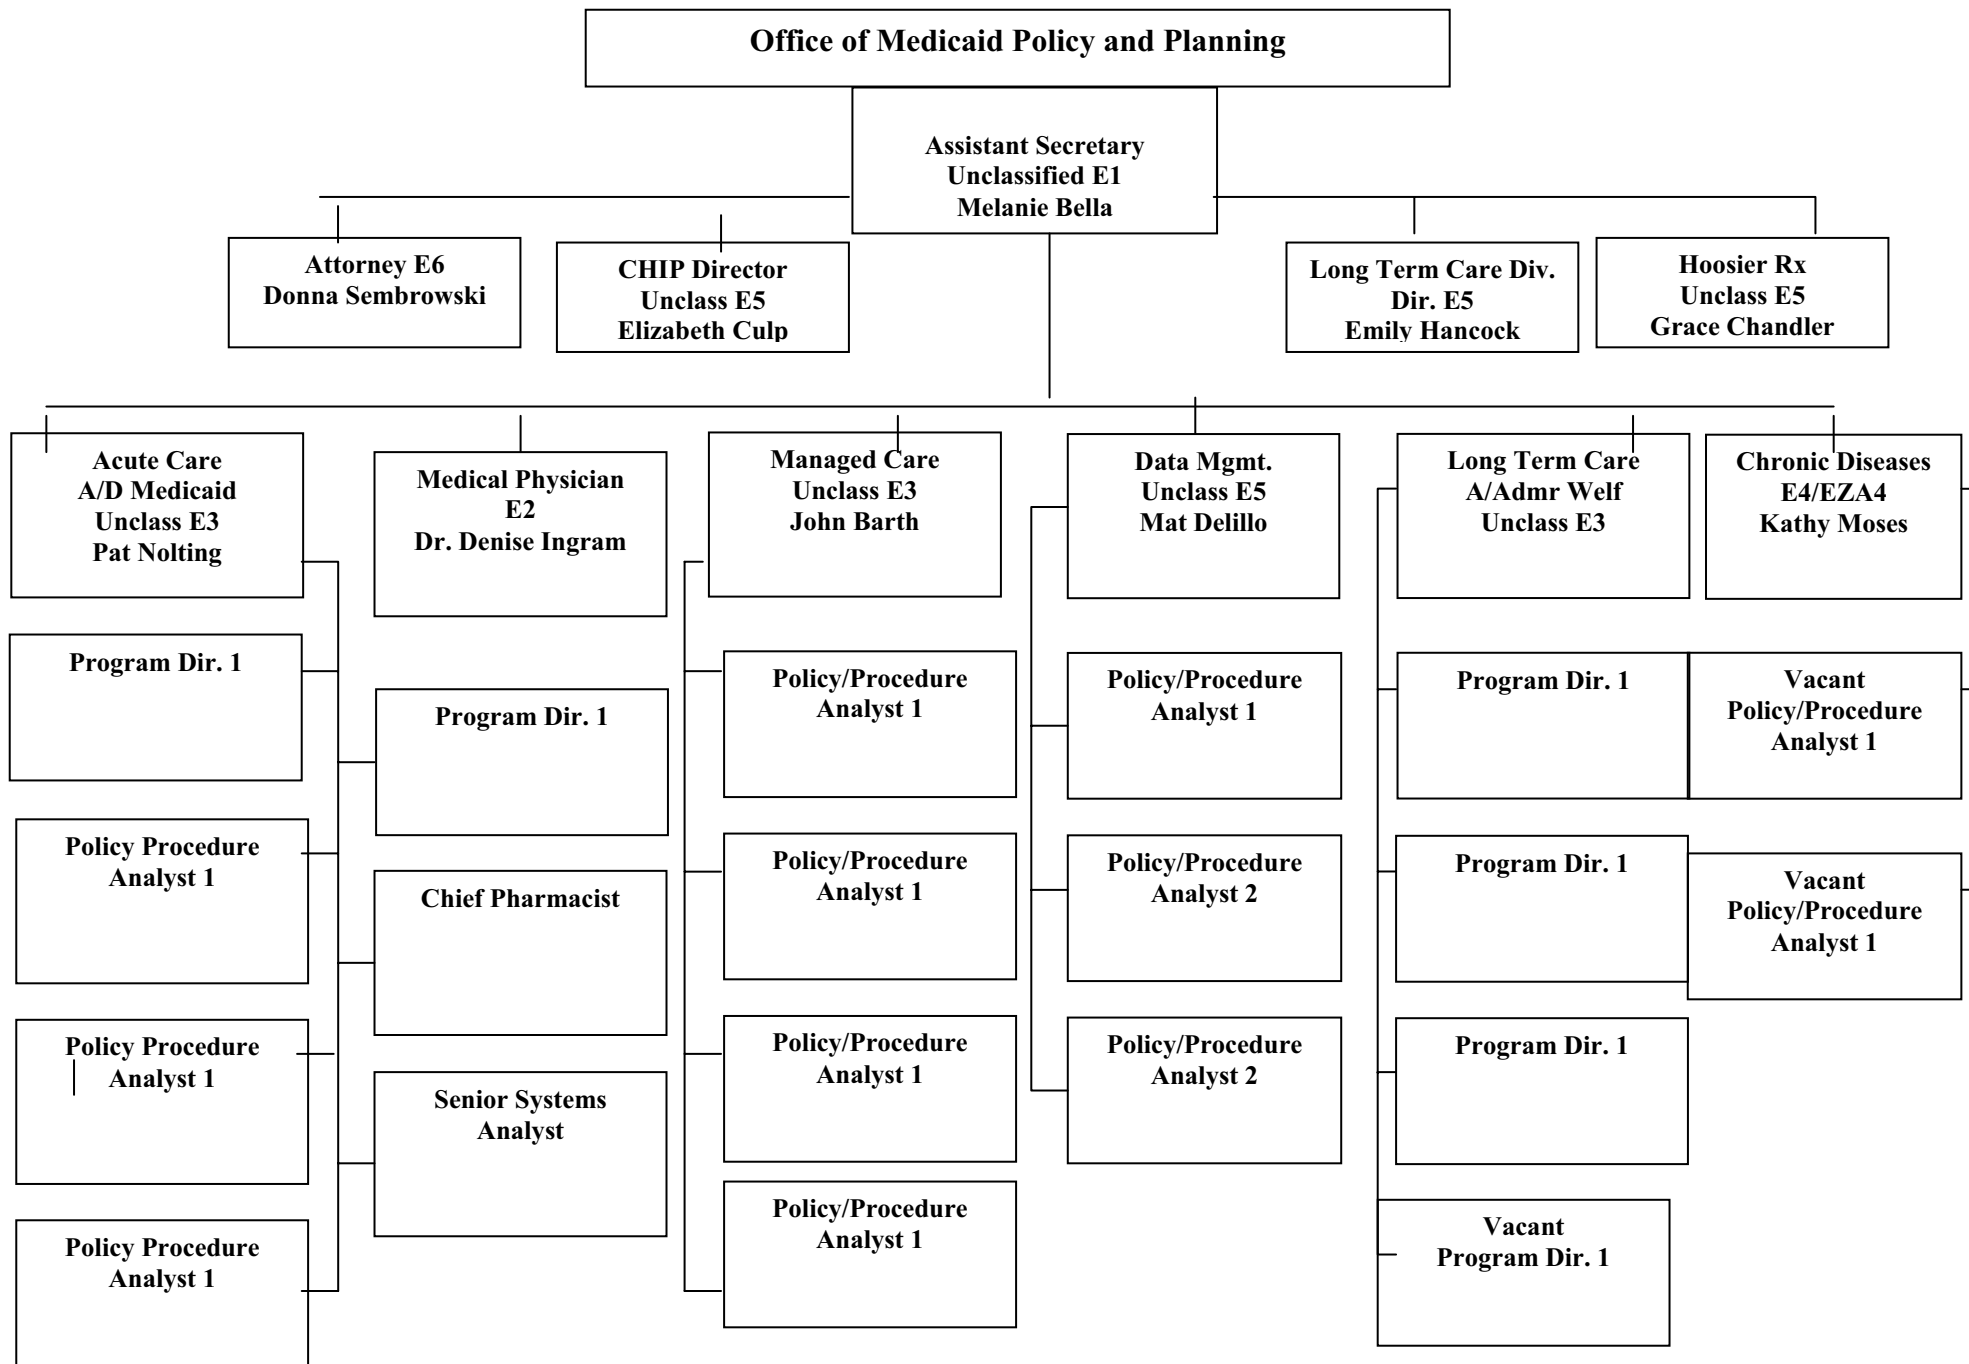 Office of Medicaid Policy and Planning
Assistant Secretary
Unclassified E1
Melanie Bella
Attorney E6
Donna Sembrowski
CHIP Director
Unclass E5
Elizabeth Culp
Long Term Care Div.
Dir. E5
Emily Hancock
Hoosier Rx
Unclass E5
Grace Chandler
Acute Care
A/D Medicaid
Unclass E3
Pat Nolting
Medical Physician
E2
Dr. Denise Ingram
Managed Care
Unclass E3
John Barth
Data Mgmt.
Unclass E5
Mat Delillo
Long Term Care
A/Admr Welf
Unclass E3
Chronic Diseases
E4/EZA4
Kathy Moses
Program Dir. 1
Policy Procedure
Analyst 1
Policy Procedure
Analyst 1
Policy Procedure
Analyst 1
Program Dir. 1
Chief Pharmacist
Senior Systems
Analyst
Policy/Procedure
Analyst 1
Policy/Procedure
Analyst 1
Policy/Procedure
Analyst 1
Policy/Procedure
Analyst 1
Policy/Procedure
Analyst 1
Policy/Procedure
Analyst 2
Policy/Procedure
Analyst 2
Program Dir. 1
Program Dir. 1
Program Dir. 1
Vacant
Program Dir. 1
Vacant
Policy/Procedure
Analyst 1
Vacant
Policy/Procedure
Analyst 1